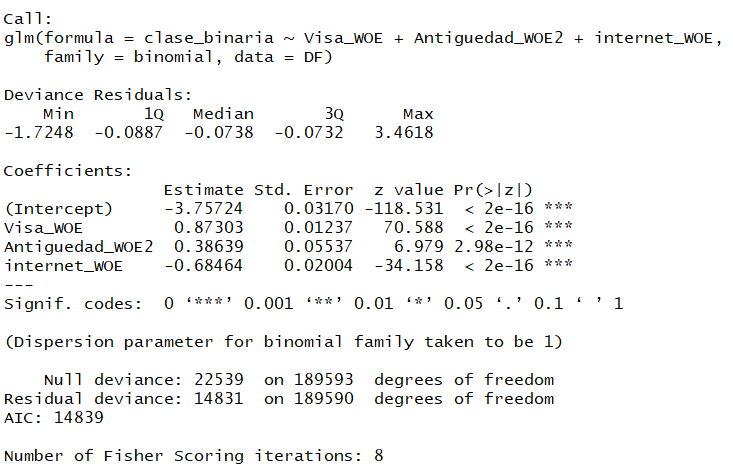 Call:
glm(formula = clase_binaria ~ Visa_WOE + Antiguedad_WOE2 + internet_WOE,
    family = binomial, data = DF)

Deviance Residuals:
    Min       1Q   Median       3Q      Max
-1.7248  -0.0887  -0.0738  -0.0732   3.4618

Coefficients:
                Estimate Std. Error  z value Pr(>|z|)
(Intercept)     -3.75724    0.03170 -118.531  < 2e-16 ***
Visa_WOE         0.87303    0.01237   70.588  < 2e-16 ***
Antiguedad_WOE2  0.38639    0.05537    6.979 2.98e-12 ***
internet_WOE    -0.68464    0.02004  -34.158  < 2e-16 ***
---
Signif. codes:  0 ‘***’ 0.001 ‘**’ 0.01 ‘*’ 0.05 ‘.’ 0.1 ‘ ’ 1

(Dispersion parameter for binomial family taken to be 1)

    Null deviance: 22539  on 189593  degrees of freedom
Residual deviance: 14831  on 189590  degrees of freedom
AIC: 14839

Number of Fisher Scoring iterations: 8